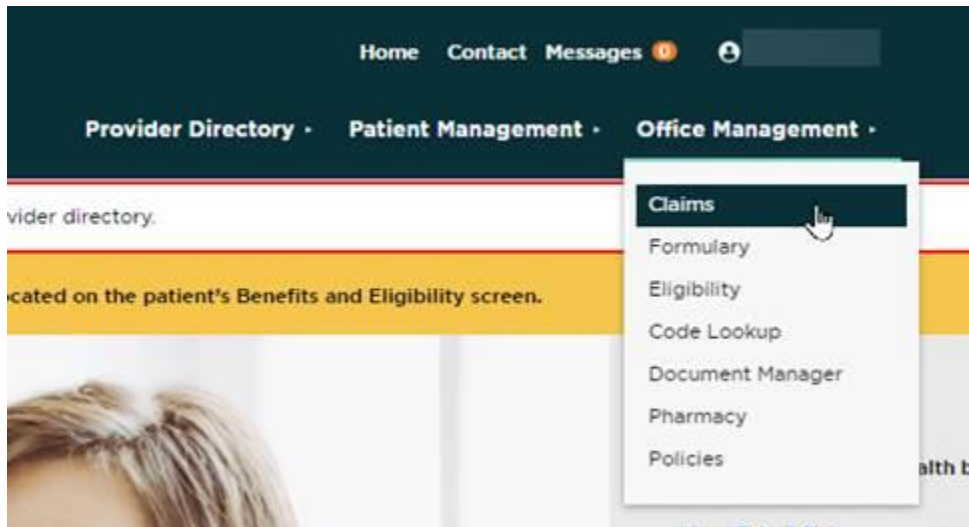 Home Contact Messages 0
Provider Directory Patient Management Office Management
Claims
vider directory.
Formulary
Eligibility
ocated on the patient's Benefits and Eligibility screen.
Code Lookup
Document Manager
Pharmacy
Policies
alth b